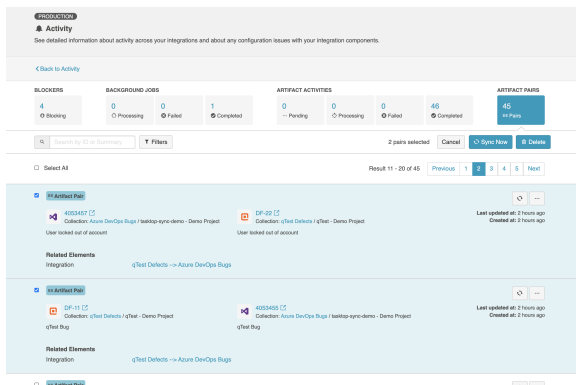 PRODUCTION
Activity
See detailed information about activity across your integrations and about any configuration issues with your integration components.
Back to Activity
BLOCKERS BACKGROUND JOBS ARTIFACT ACTIVITIES ARTIFACT PAIRS
4 0 0 1 0 0 0 46 45
Blocking Processing Failed Completed Pending Processing Failed Completed Pairs
Search by ID or Summary Filters 2 pairs selected Cancel Sync Now Delete
Select All Result 11 - 20 of 45 Previous 1 2 3 4 5 Next
Artifact Pair
4053457 DF-22 Last updated at: 2 hours ago
Collection: Azure DevOps Bugs / tasktop-sync-demo - Demo Project Collection: qTest Defects / qTest - Demo Project Created at: 2 hours ago
User locked out of account User locked out of account
Related Elements
Integration qTest Defects --> Azure DevOps Bugs
Artifact Pair
DF-11 4053455 Last updated at: 2 hours ago
Collection: qTest Defects / qTest - Demo Project Collection: Azure DevOps Bugs / tasktop-sync-demo - Demo Project Created at: 2 hours ago
qTest Bug qTest Bug
Related Elements
Integration qTest Defects --> Azure DevOps Bugs
Artifact Pair